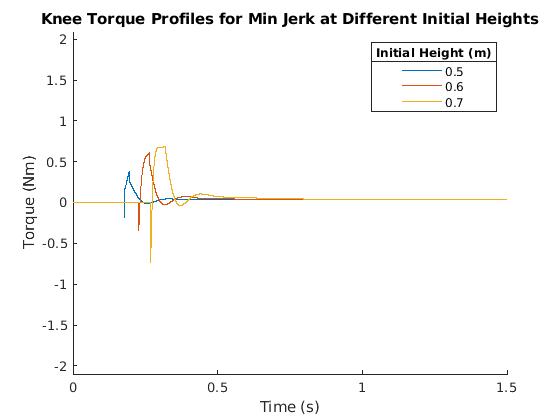 Knee Torque Profiles for Min Jerk at Different Initial Heights
2
1.5
1
0.5
0
-0.5
-1
-1.5
-2
Torque (Nm)
Initial Height (m)
0.5
0.6
0.7
0 0.5 1 1.5
Time (s)